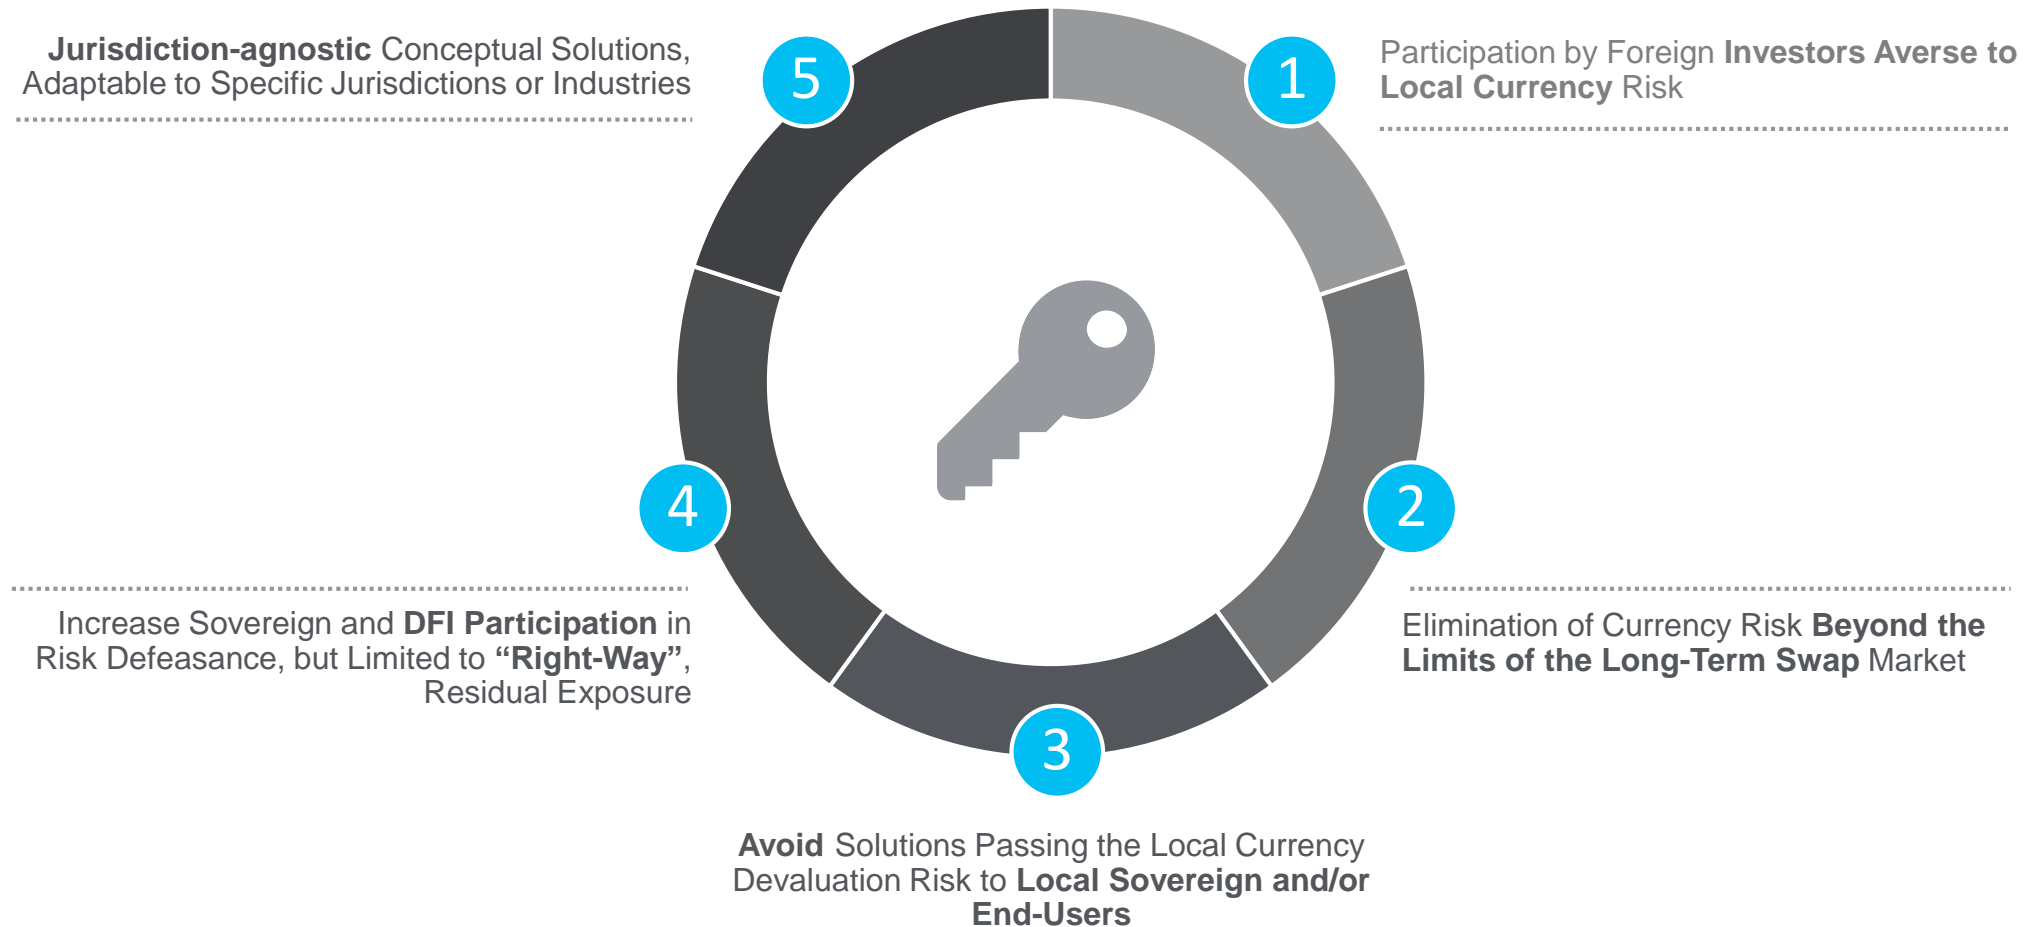 1
Participation by Foreign Investors Averse to
Local Currency Risk
2
Elimination of Currency Risk Beyond the
Limits of the Long-Term Swap Market
3
Avoid Solutions Passing the Local Currency
Devaluation Risk to Local Sovereign and/or
End-Users
4
Increase Sovereign and DFI Participation in
Risk Defeasance, but Limited to “Right-Way”,
Residual Exposure
5
Jurisdiction-agnostic Conceptual Solutions,
Adaptable to Specific Jurisdictions or Industries